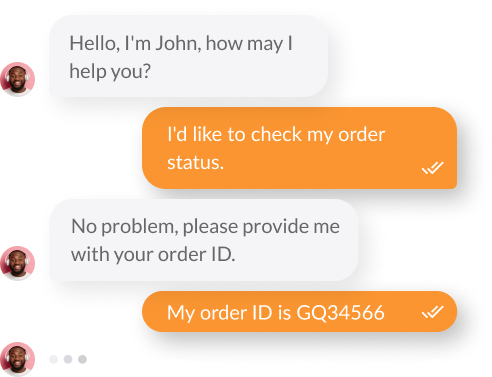 Hello, I'm John, how may I
help you?
I'd like to check my order
status.
No problem, please provide me
with your order ID.
My order ID is GQ34566